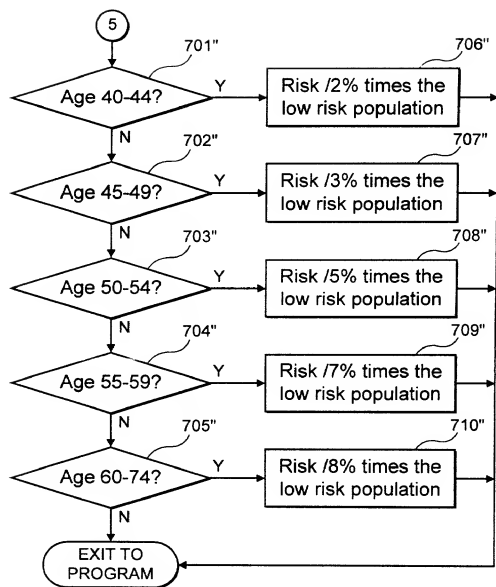 5
701"
706"
Age 40-44?
Y
Risk /2% times the
low risk population
N
702"
707"
Age 45-49?
Y
Risk /3% times the
low risk population
N
703"
708"
Age 50-54?
Y
Risk /5% times the
low risk population
N
704"
709"
Age 55-59?
Y
Risk /7% times the
low risk population
N
705"
710"
Age 60-74?
Y
Risk /8% times the
low risk population
N
EXIT TO
PROGRAM